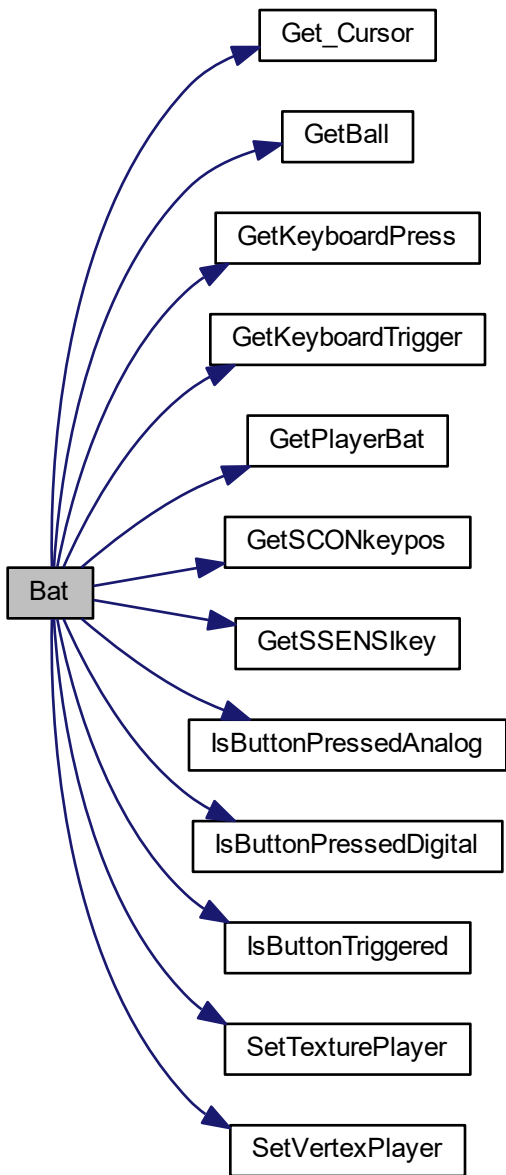 Get_Cursor
GetBall
GetKeyboardPress
GetKeyboardTrigger
GetPlayerBat
GetSCONkeypos
Bat
GetSSENSIkey
IsButtonPressedAnalog
IsButtonPressedDigital
IsButtonTriggered
SetTexturePlayer
SetVertexPlayer